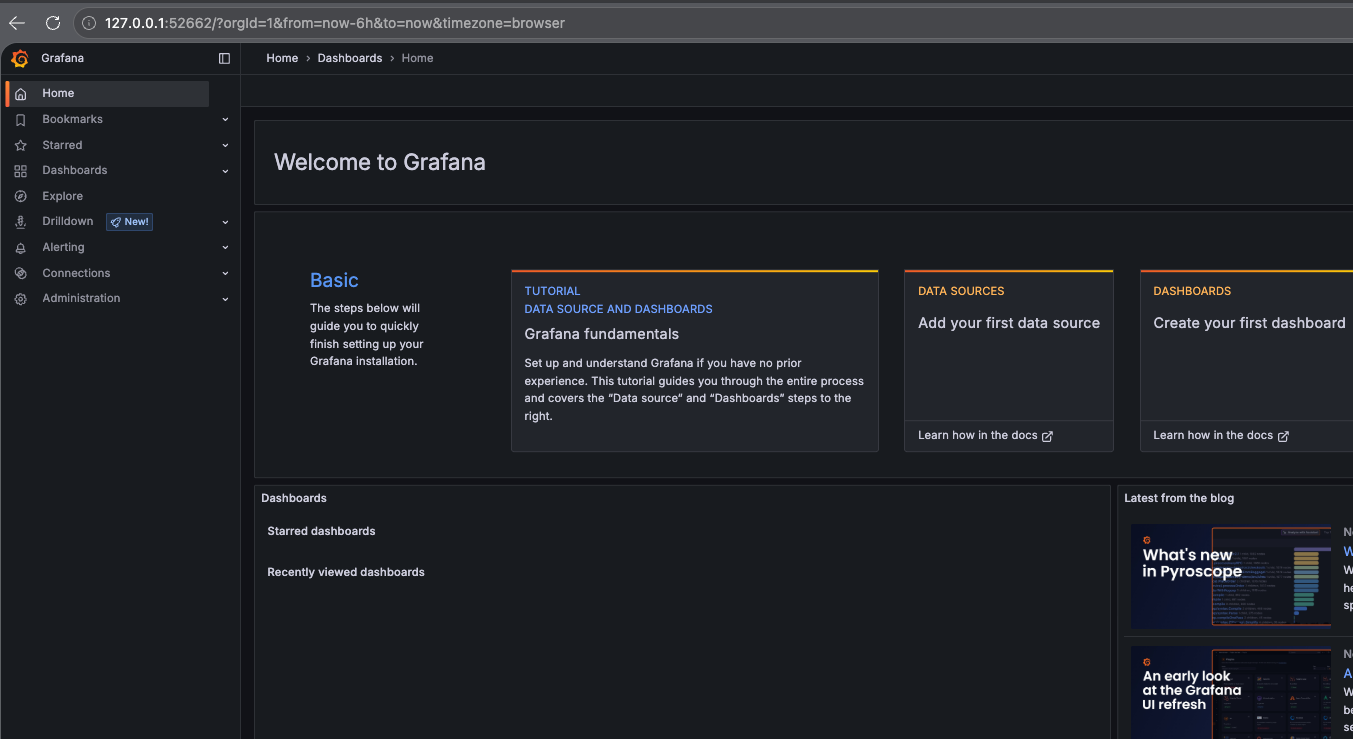 127.0.0.1:52662/?orgId=1&from=now-6h&to=now&timezone=browser
Grafana
Home › Dashboards › Home
Home
Bookmarks
Starred
Dashboards
Explore
Drilldown New!
Alerting
Connections
Administration
Welcome to Grafana
Basic
The steps below will
guide you to quickly
finish setting up your
Grafana installation.
TUTORIAL
DATA SOURCE AND DASHBOARDS
Grafana fundamentals
Set up and understand Grafana if you have no prior
experience. This tutorial guides you through the entire process
and covers the “Data source” and “Dashboards” steps to the
right.
DATA SOURCES
Add your first data source
Learn how in the docs
DASHBOARDS
Create your first dashboard
Learn how in the docs
Dashboards
Starred dashboards
Recently viewed dashboards
Latest from the blog
What's new
in Pyroscope
An early look
at the Grafana
UI refresh